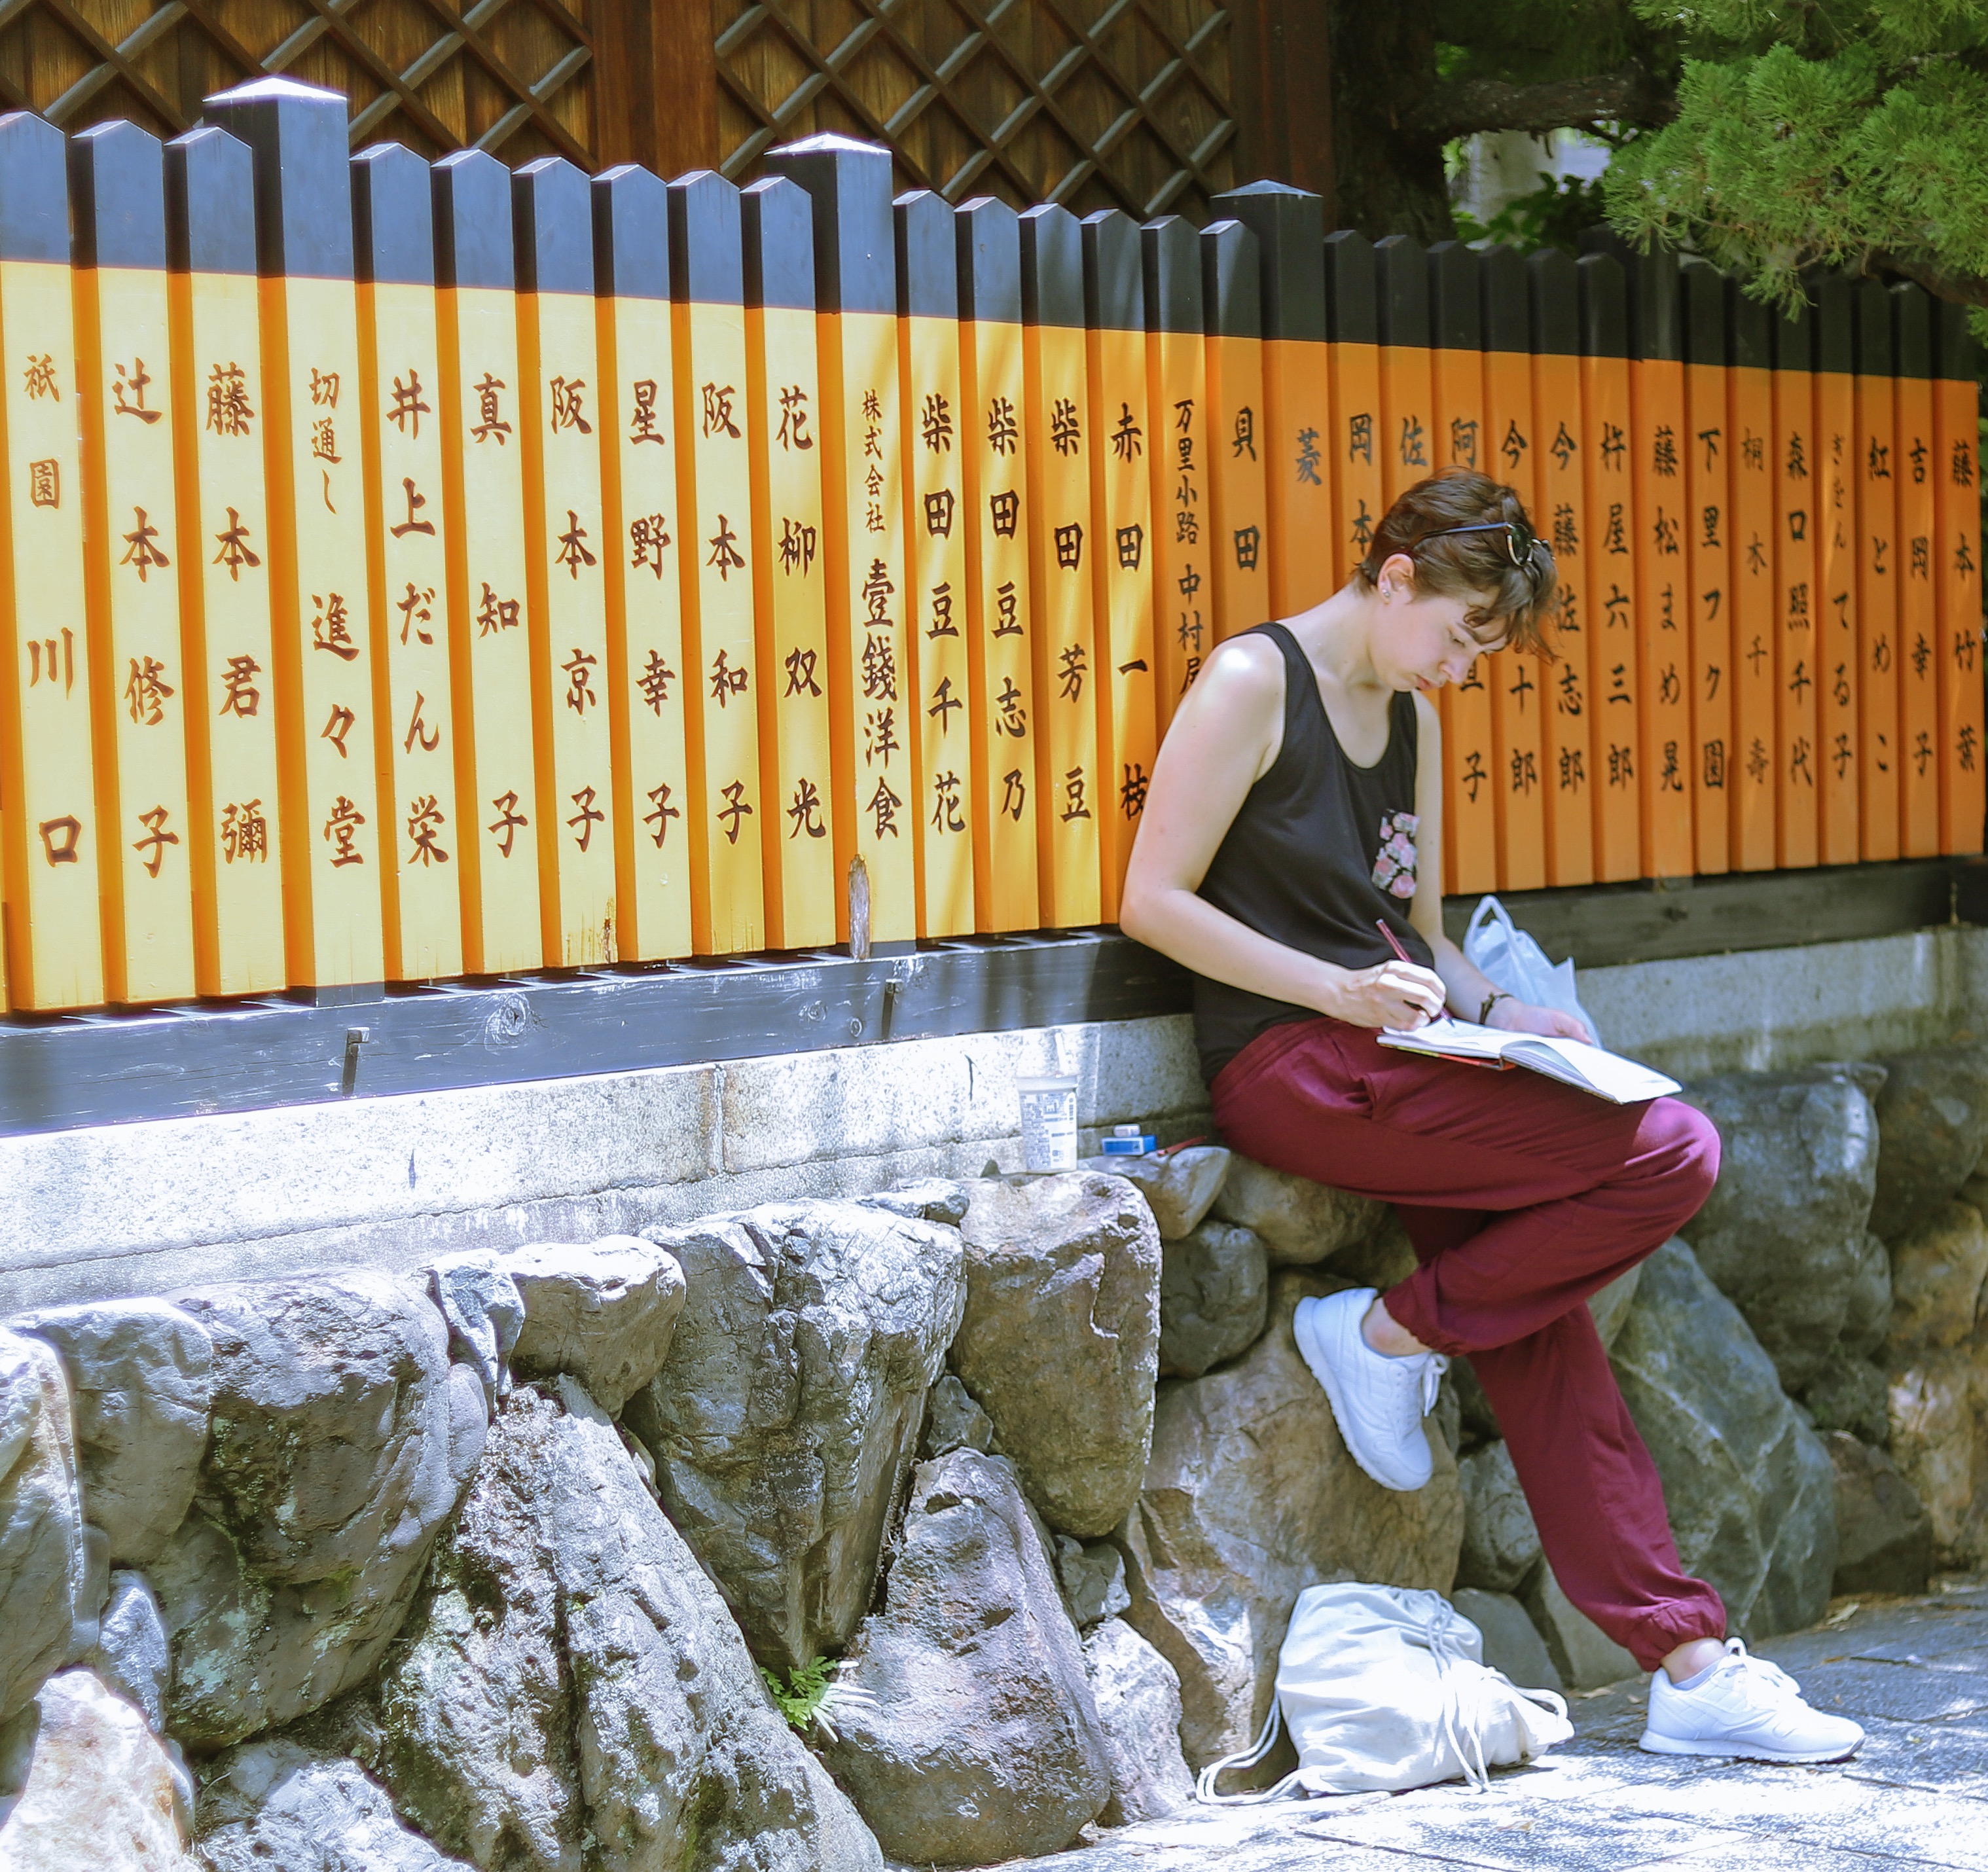 祇園川口
辻本修子
藤本君彌
切通し 進々堂
井上だん栄
真知子
阪本京子
星野幸子
阪本和子
花柳双光
株式会社 壹錢洋食
柴田豆千花
柴田豆志乃
柴田芳豆
赤田一枝
万里小路 中村屋
貝田
菱
岡本
佐
阿
今
今藤佐志郎
杵屋六三郎
藤松まめ晃
下里フク園
桐木千寿
森口照千代
ぎをん てる子
紅とめこ
吉岡幸子
藤本竹葉